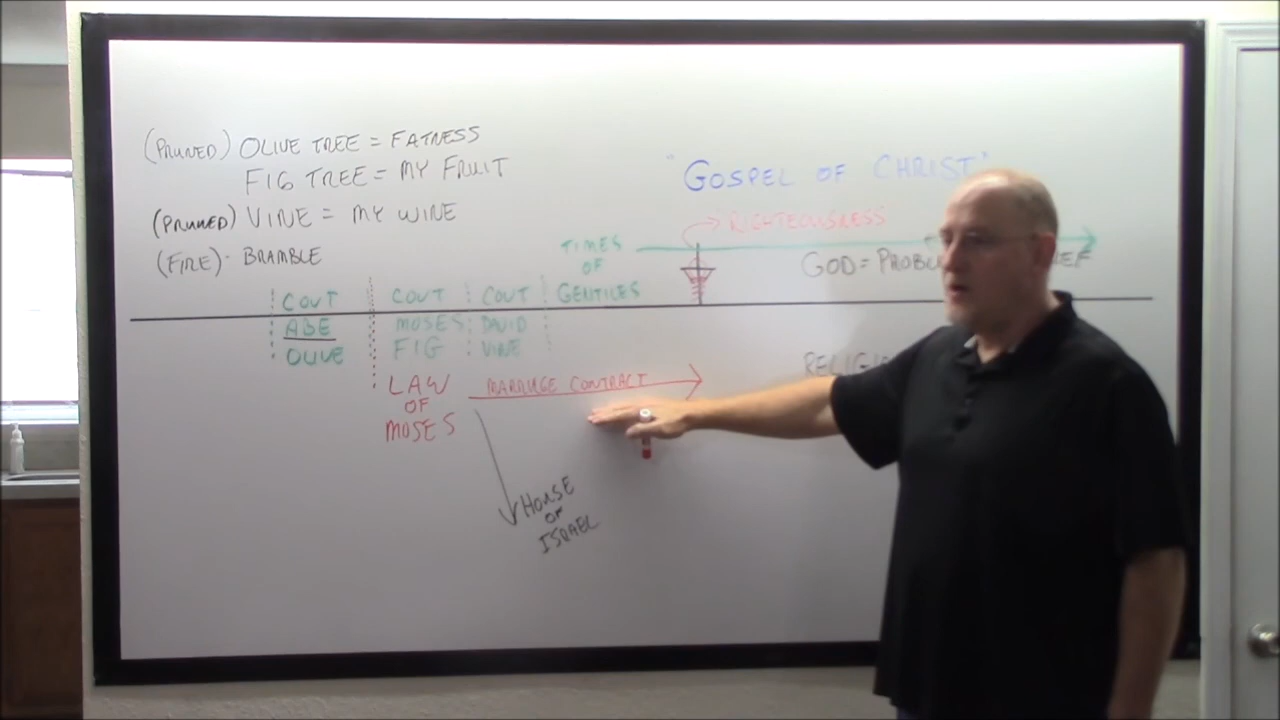 (PRUNED) OLIVE TREE = FATNESS
FIG TREE = MY FRUIT
(PRUNED) VINE = MY WINE
(FIRE) - BRAMBLE
"GOSPEL OF CHRIST"
RIGHTEOUSNESS
TIMES
OF
GENTILES
GOD =
COVT
ABE
OLIVE
COVT
MOSES
FIG
COVT
DAVID
VINE
LAW
OF
MOSES
MARRIAGE CONTRACT
HOUSE
OF
ISRAEL